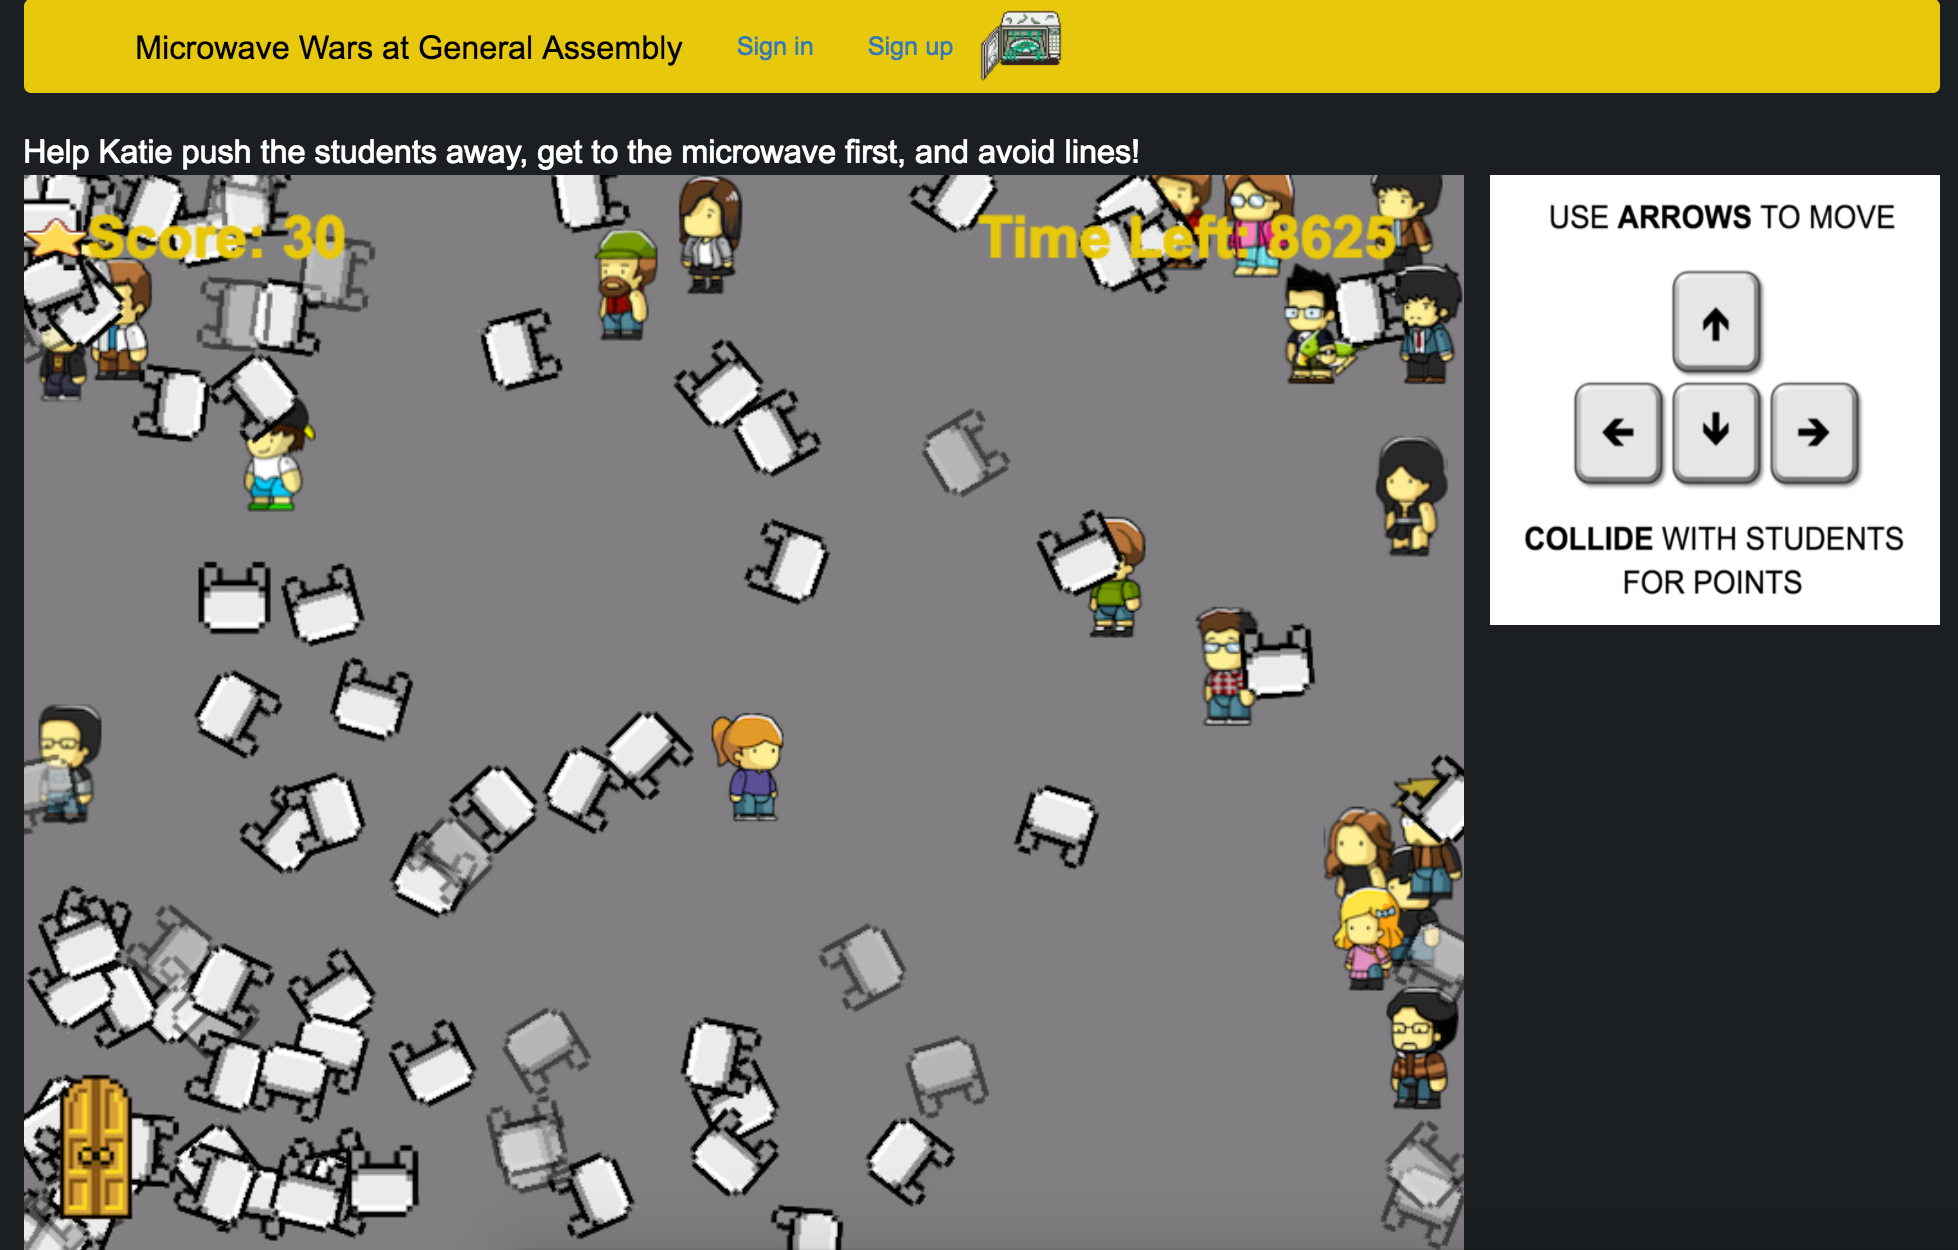 Microwave Wars at General Assembly
Sign in
Sign up
Help Katie push the students away, get to the microwave first, and avoid lines!
Score: 30
Time Left: 8625
USE ARROWS TO MOVE
COLLIDE WITH STUDENTS
FOR POINTS